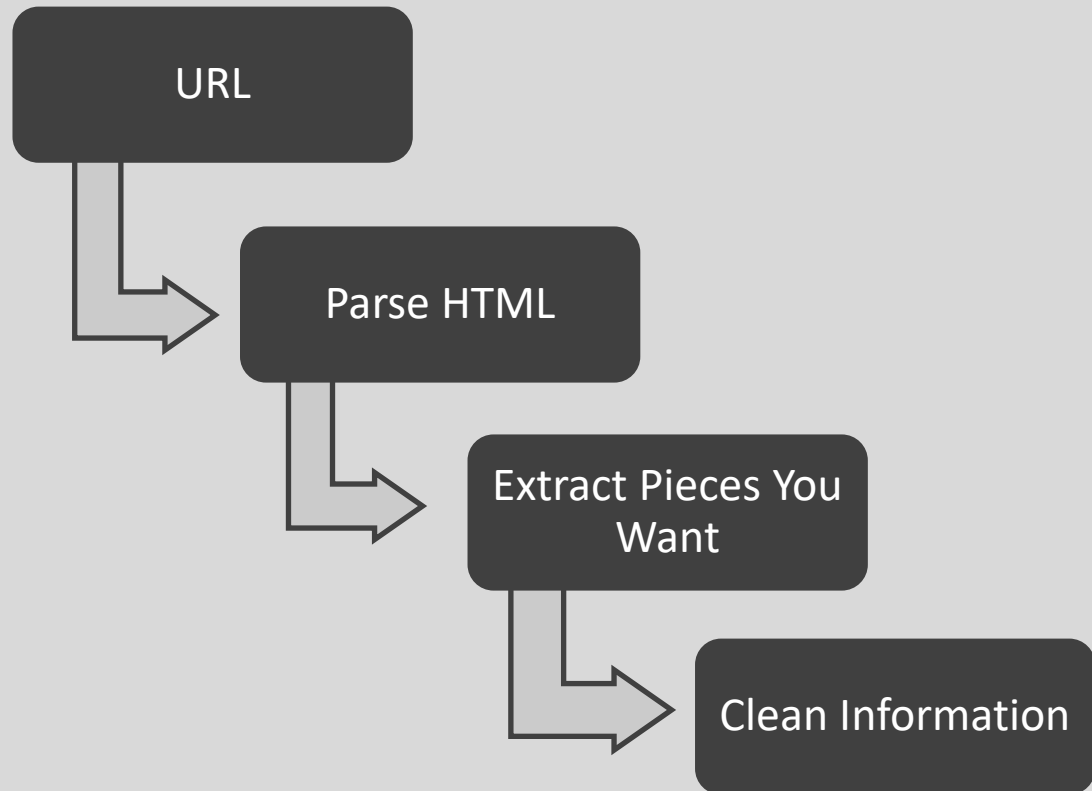 URL
Parse HTML
Extract Pieces You
Want
Clean Information